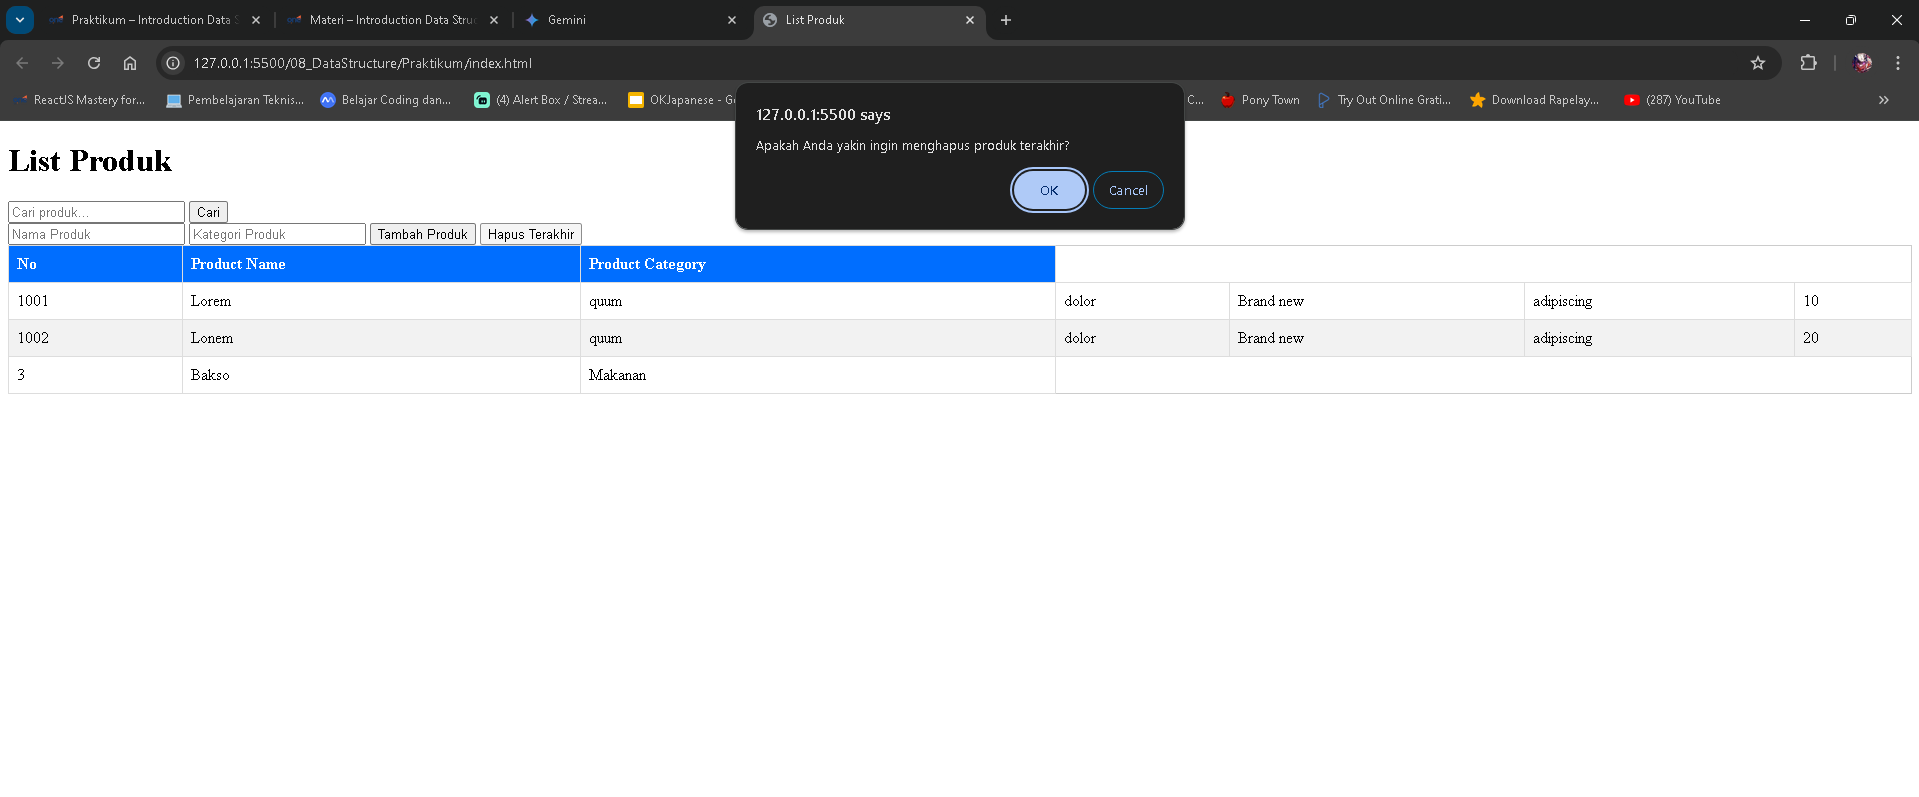 Praktikum – Introduction Data S
Materi – Introduction Data Struc
Gemini
List Produk
127.0.0.1:5500/08_DataStructure/Praktikum/index.html
ReactJS Mastery for...
Pembelajaran Teknis...
Belajar Coding dan...
(4) Alert Box / Strea...
OKJapanese - Go
C...
Pony Town
Try Out Online Grati...
Download Rapelay...
(287) YouTube
127.0.0.1:5500 says
Apakah Anda yakin ingin menghapus produk terakhir?
OK Cancel
List Produk
Cari produk... Cari
Nama Produk Kategori Produk Tambah Produk Hapus Terakhir
No Product Name Product Category
1001 Lorem quum dolor Brand new adipiscing 10
1002 Lonem quum dolor Brand new adipiscing 20
3 Bakso Makanan